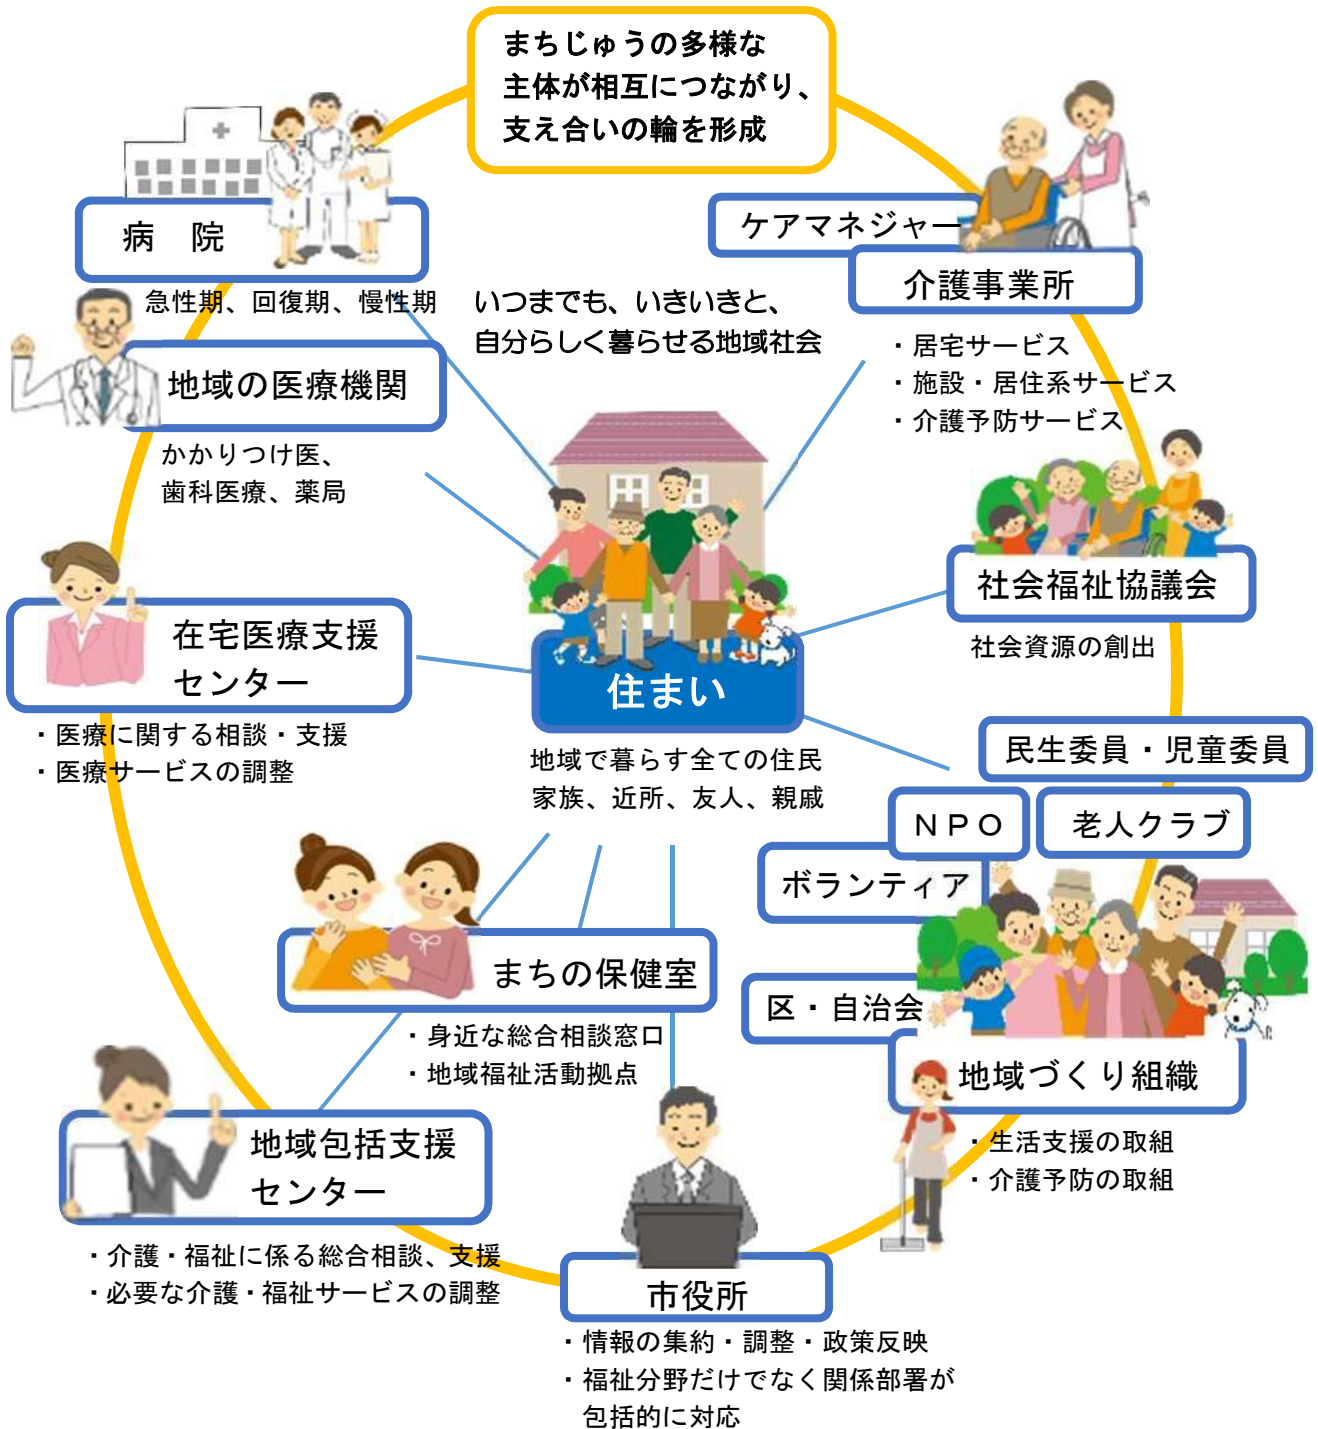 まちじゅうの多様な
主体が相互につながり、
支え合いの輪を形成
病　院
急性期、回復期、慢性期
ケアマネジャー
介護事業所
・居宅サービス
・施設・居住系サービス
・介護予防サービス
いつまでも、いきいきと、
自分らしく暮らせる地域社会
地域の医療機関
かかりつけ医、
歯科医療、薬局
社会福祉協議会
社会資源の創出
在宅医療支援
センター
・医療に関する相談・支援
・医療サービスの調整
住まい
地域で暮らす全ての住民
家族、近所、友人、親戚
民生委員・児童委員
ＮＰＯ
老人クラブ
ボランティア
区・自治会
地域づくり組織
・生活支援の取組
・介護予防の取組
まちの保健室
・身近な総合相談窓口
・地域福祉活動拠点
地域包括支援
センター
・介護・福祉に係る総合相談、支援
・必要な介護・福祉サービスの調整
市役所
・情報の集約・調整・政策反映
・福祉分野だけでなく関係部署が
包括的に対応